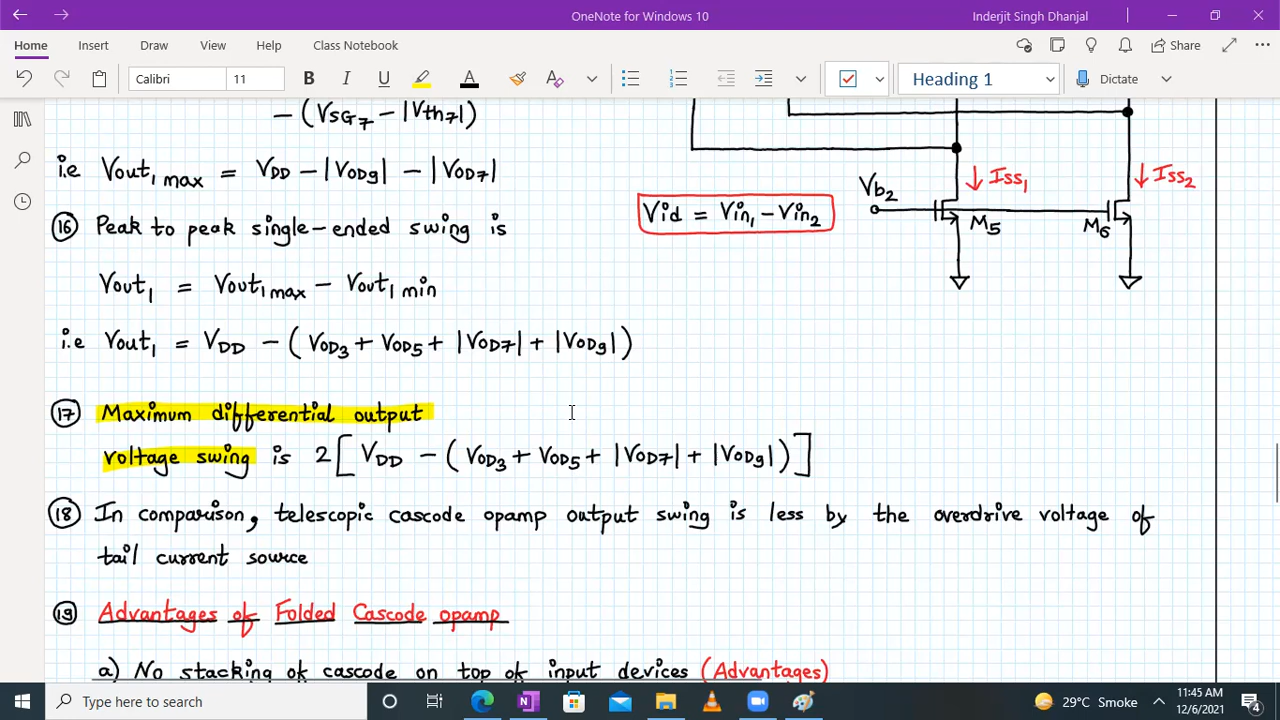 OneNote for Windows 10
Inderjit Singh Dhanjal
Home Insert Draw View Help Class Notebook
Share
Calibri 11 B I U A Heading 1 Dictate
- (VSG7 - |Vth7|)
i.e Vout1 max = VDD - |VOD9| - |VOD7|
16 Peak to peak single-ended swing is
Vout1 = Vout1max - Vout1 min
i.e Vout1 = VDD - (VOD3 + VOD5 + |VOD7| + |VOD9|)
17 Maximum differential output
voltage swing is 2[VDD - (VOD3 + VOD5 + |VOD7| + |VOD9|)]
18 In comparison, telescopic cascode opamp output swing is less by the overdrive voltage of
tail current source
19 Advantages of Folded Cascode opamp
a) No stacking of cascode on top of input devices (Advantages)
Vid = Vin1 - Vin2
Vb2
ISS1
ISS2
M5
M6
Type here to search
29°C Smoke
11:45 AM
12/6/2021
4